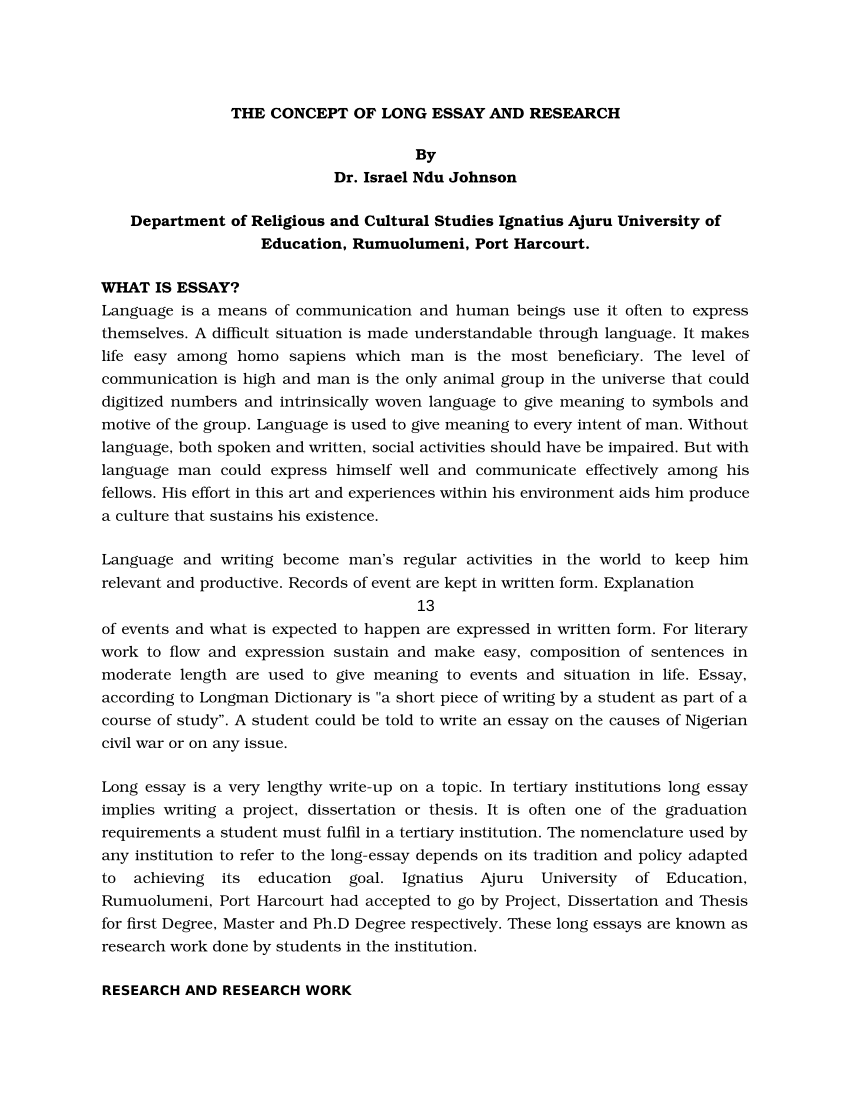 THE CONCEPT OF LONG ESSAY AND RESEARCH
By
Dr. Israel Ndu Johnson
Department of Religious and Cultural Studies Ignatius Ajuru University of
Education, Rumuolumeni, Port Harcourt.
WHAT IS ESSAY?
Language is a means of communication and human beings use it often to express
themselves. A difficult situation is made understandable through language. It makes
life easy among homo sapiens which man is the most beneficiary. The level of
communication is high and man is the only animal group in the universe that could
digitized numbers and intrinsically woven language to give meaning to symbols and
motive of the group. Language is used to give meaning to every intent of man. Without
language, both spoken and written, social activities should have be impaired. But with
language man could express himself well and communicate effectively among his
fellows. His effort in this art and experiences within his environment aids him produce
a culture that sustains his existence.
Language and writing become man’s regular activities in the world to keep him
relevant and productive. Records of event are kept in written form. Explanation
13
of events and what is expected to happen are expressed in written form. For literary
work to flow and expression sustain and make easy, composition of sentences in
moderate length are used to give meaning to events and situation in life. Essay,
according to Longman Dictionary is "a short piece of writing by a student as part of a
course of study”. A student could be told to write an essay on the causes of Nigerian
civil war or on any issue.
Long essay is a very lengthy write-up on a topic. In tertiary institutions long essay
implies writing a project, dissertation or thesis. It is often one of the graduation
requirements a student must fulfil in a tertiary institution. The nomenclature used by
any institution to refer to the long-essay depends on its tradition and policy adapted
to achieving its education goal. Ignatius Ajuru University of Education,
Rumuolumeni, Port Harcourt had accepted to go by Project, Dissertation and Thesis
for first Degree, Master and Ph.D Degree respectively. These long essays are known as
research work done by students in the institution.
RESEARCH AND RESEARCH WORK